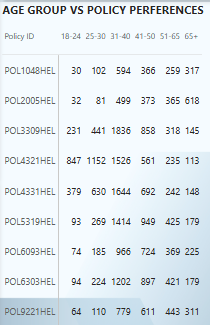 AGE GROUP VS POLICY PERFERENCES
Policy ID 18-24 25-30 31-40 41-50 51-65 65+
POL1048HEL 30 102 594 366 259 317
POL2005HEL 32 81 499 373 365 618
POL3309HEL 231 441 1836 858 318 145
POL4321HEL 847 1152 1526 561 235 113
POL4331HEL 379 630 1644 692 242 148
POL5319HEL 93 269 1414 949 425 179
POL6093HEL 74 185 966 724 369 225
POL6303HEL 94 224 1202 897 421 179
POL9221HEL 64 110 779 611 443 311